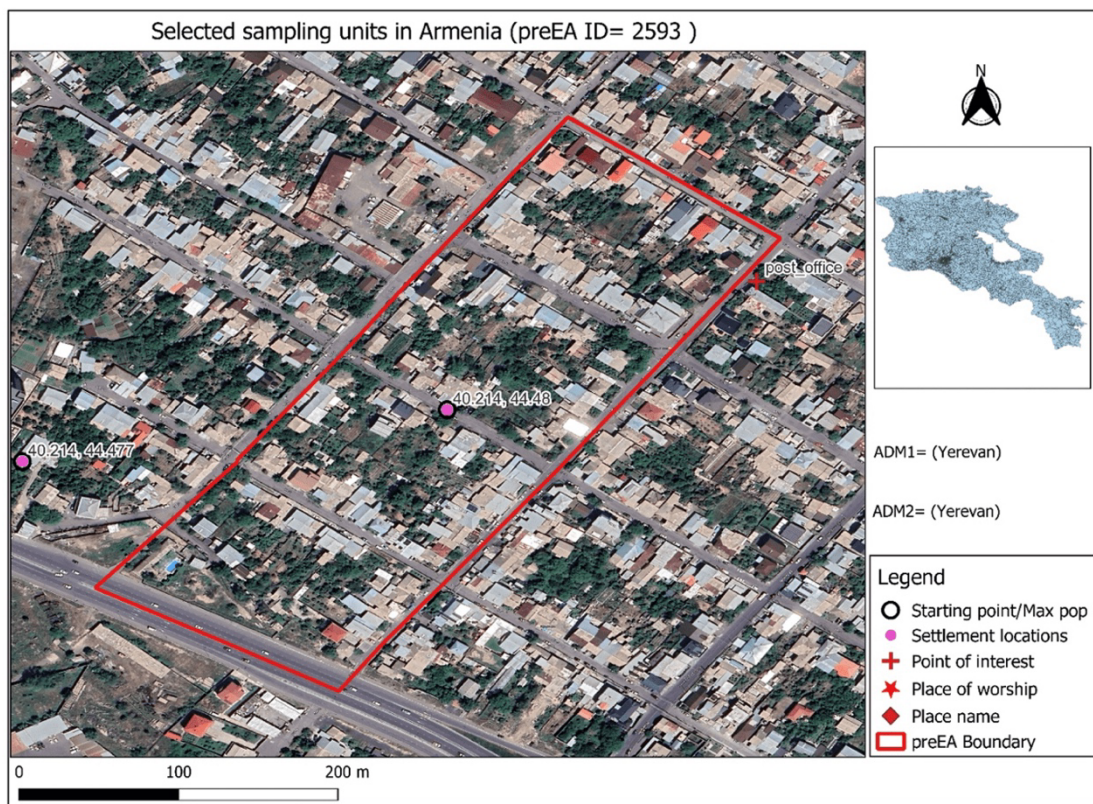 Selected sampling units in Armenia (preEA ID= 2593 )
N
post_office
40.214, 44.48
40.214, 44.477
ADM1= (Yerevan)
ADM2= (Yerevan)
Legend
Starting point/Max pop
Settlement locations
Point of interest
Place of worship
Place name
preEA Boundary
0 100 200 m